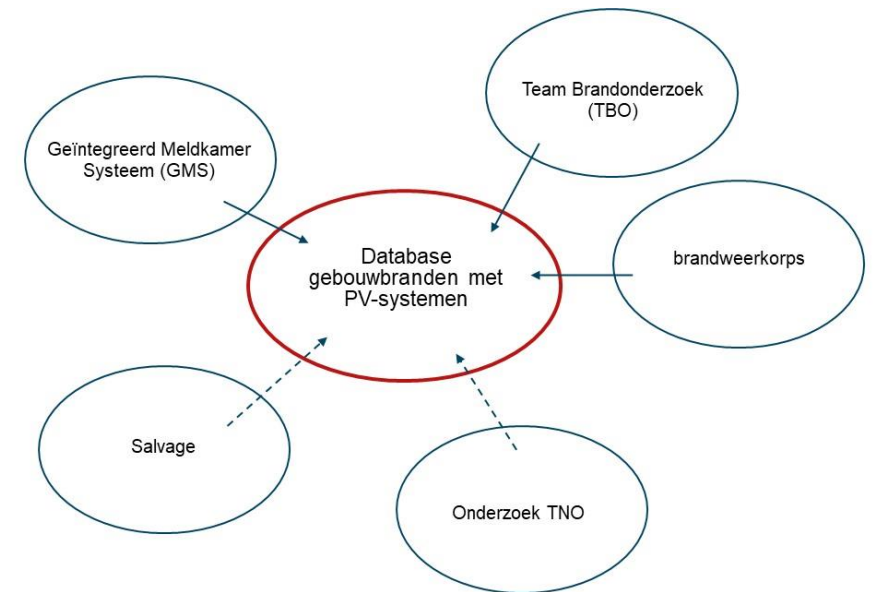 Team Brandonderzoek
(TBO)
Geïntegreerd Meldkamer
Systeem (GMS)
Database
gebouwbranden met
PV-systemen
brandweerkorps
Salvage
Onderzoek TNO